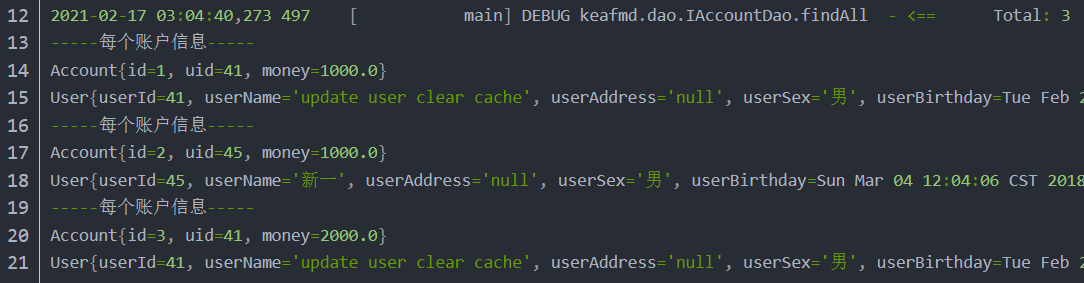 12 2021-02-17 03:04:40,273 497    [           main] DEBUG keafmd.dao.IAccountDao.findAll  - <==      Total: 3
13 -----每个账户信息-----
14 Account{id=1, uid=41, money=1000.0}
15 User{userId=41, userName='update user clear cache', userAddress='null', userSex='男', userBirthday=Tue Feb 2
16 -----每个账户信息-----
17 Account{id=2, uid=45, money=1000.0}
18 User{userId=45, userName='新一', userAddress='null', userSex='男', userBirthday=Sun Mar 04 12:04:06 CST 2018
19 -----每个账户信息-----
20 Account{id=3, uid=41, money=2000.0}
21 User{userId=41, userName='update user clear cache', userAddress='null', userSex='男', userBirthday=Tue Feb 2